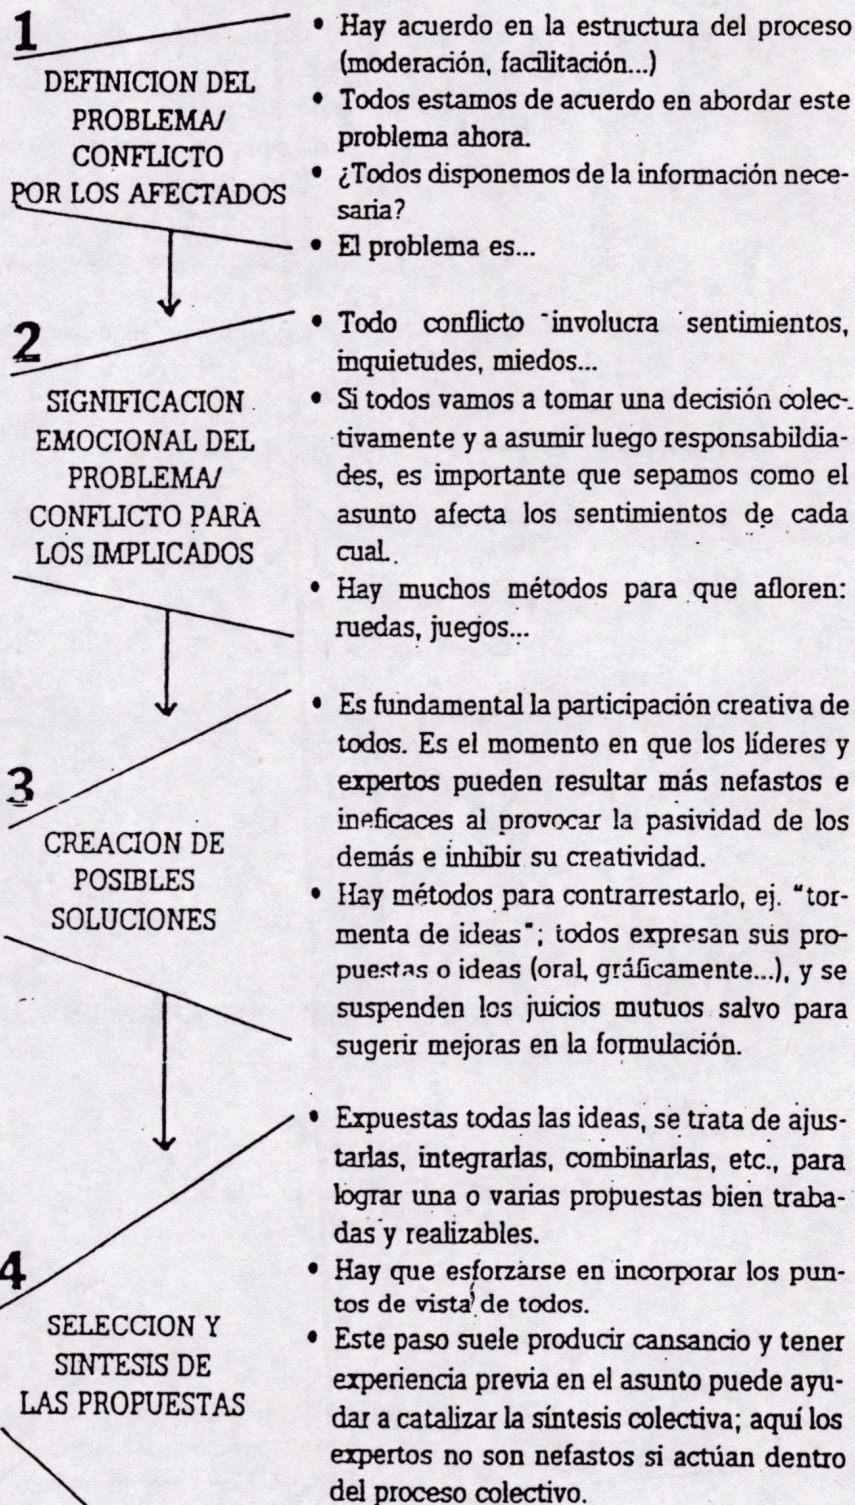 1
DEFINICION DEL
PROBLEMA/
CONFLICTO
POR LOS AFECTADOS
• Hay acuerdo en la estructura del proceso
(moderación, facilitación...)
• Todos estamos de acuerdo en abordar este
problema ahora.
• ¿Todos disponemos de la información nece-
saria?
• El problema es...
2
SIGNIFICACION
EMOCIONAL DEL
PROBLEMA/
CONFLICTO PARA
LOS IMPLICADOS
• Todo conflicto involucra sentimientos,
inquietudes, miedos...
• Si todos vamos a tomar una decisión colec-
tivamente y a asumir luego responsabildia-
des, es importante que sepamos como el
asunto afecta los sentimientos de cada
cual.
• Hay muchos métodos para que afloren:
ruedas, juegos...
3
CREACION DE
POSIBLES
SOLUCIONES
• Es fundamental la participación creativa de
todos. Es el momento en que los líderes y
expertos pueden resultar más nefastos e
ineficaces al provocar la pasividad de los
demás e inhibir su creatividad.
• Hay métodos para contrarrestarlo, ej. "tor-
menta de ideas"; todos expresan sus pro-
puestas o ideas (oral, gráficamente...), y se
suspenden los juicios mutuos salvo para
sugerir mejoras en la formulación.
4
SELECCION Y
SINTESIS DE
LAS PROPUESTAS
• Expuestas todas las ideas, se trata de ajus-
tarlas, integrarlas, combinarlas, etc., para
lograr una o varias propuestas bien traba-
das y realizables.
• Hay que esforzarse en incorporar los pun-
tos de vista de todos.
• Este paso suele producir cansancio y tener
experiencia previa en el asunto puede ayu-
dar a catalizar la síntesis colectiva; aquí los
expertos no son nefastos si actúan dentro
del proceso colectivo.